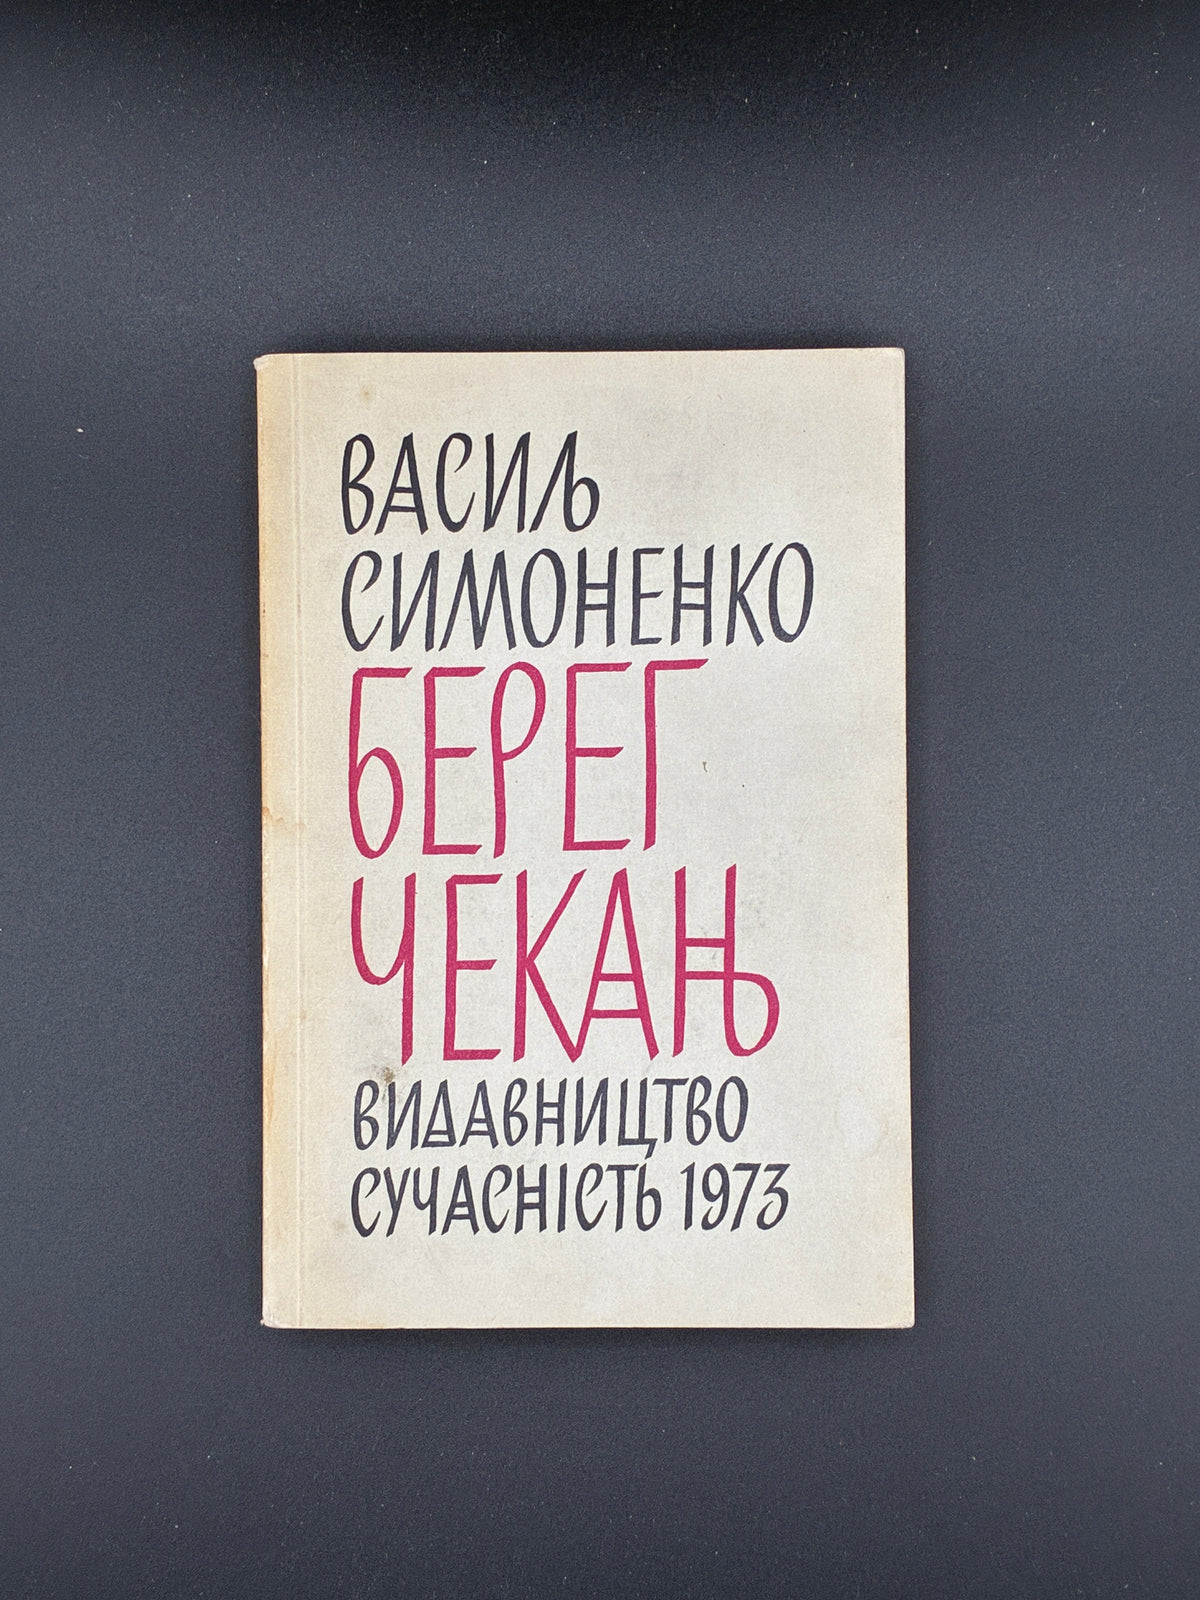 ВАСИЛЬ
СИМОНЕНКО
БЕРЕГ
ЧЕКАНЬ
ВИДАВНИЦТВО
СУЧАСНІСТЬ 1973